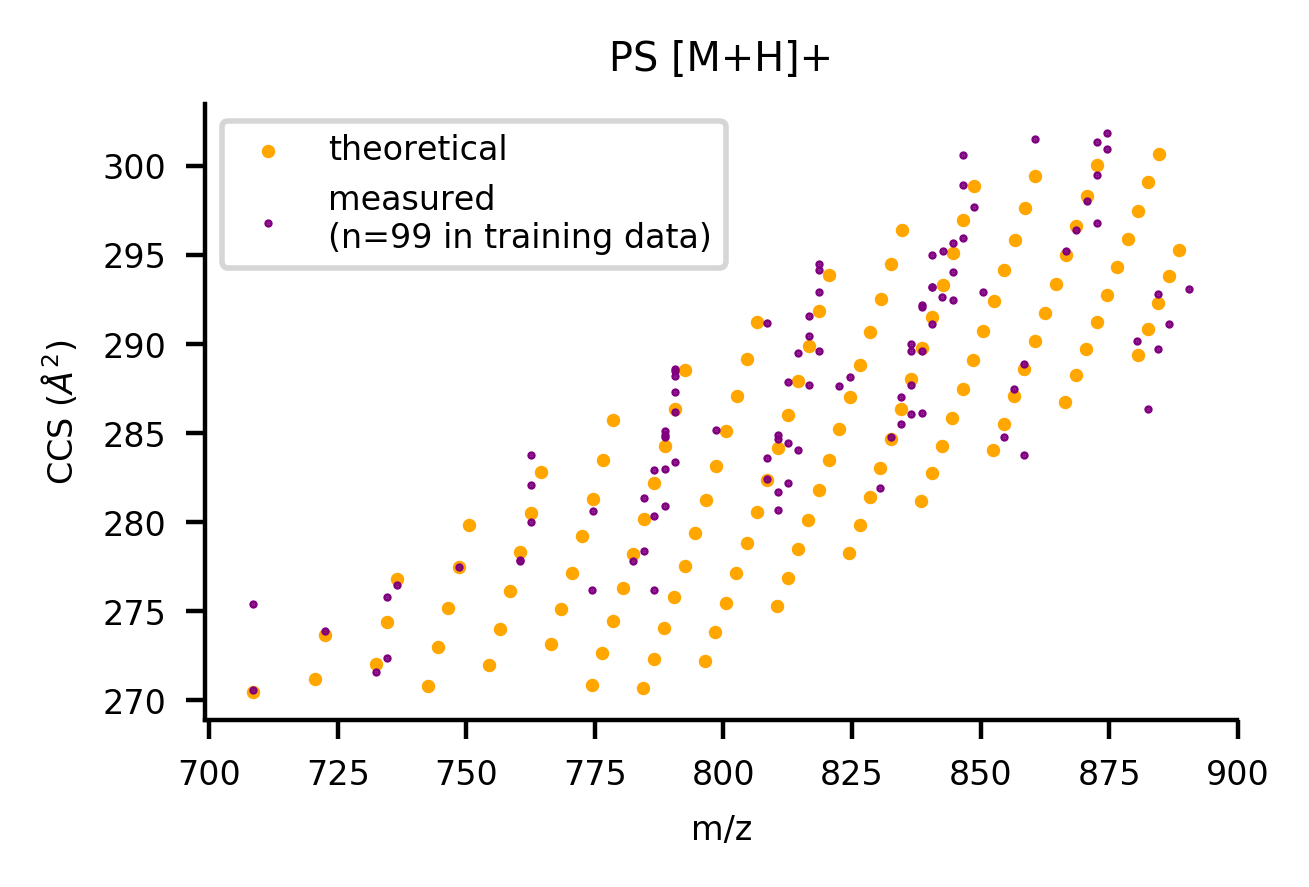 PS [M+H]+
theoretical
measured
(n=99 in training data)
CCS (Å²)
300
295
290
285
280
275
270
700 725 750 775 800 825 850 875 900
m/z